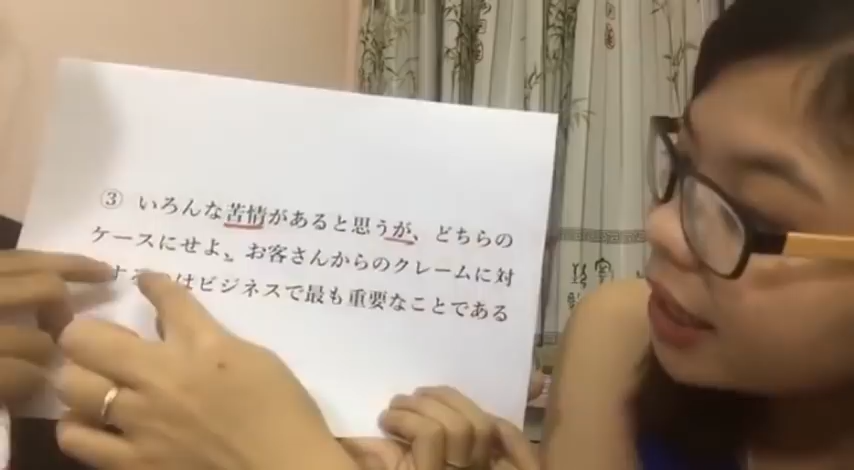 ③ いろんな苦情があると思うが、どちらの
ケースにせよ、お客さんからのクレームに対
する はビジネスで最も重要なことである